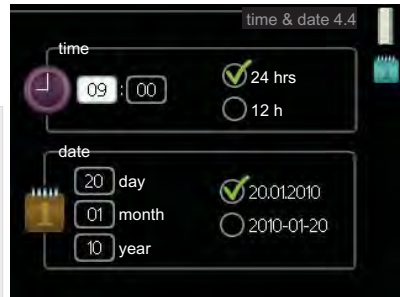 time & date 4.4
time
09 : 00
24 hrs
12 h
date
20 day
01 month
10 year
20.01.2010
2010-01-20
1